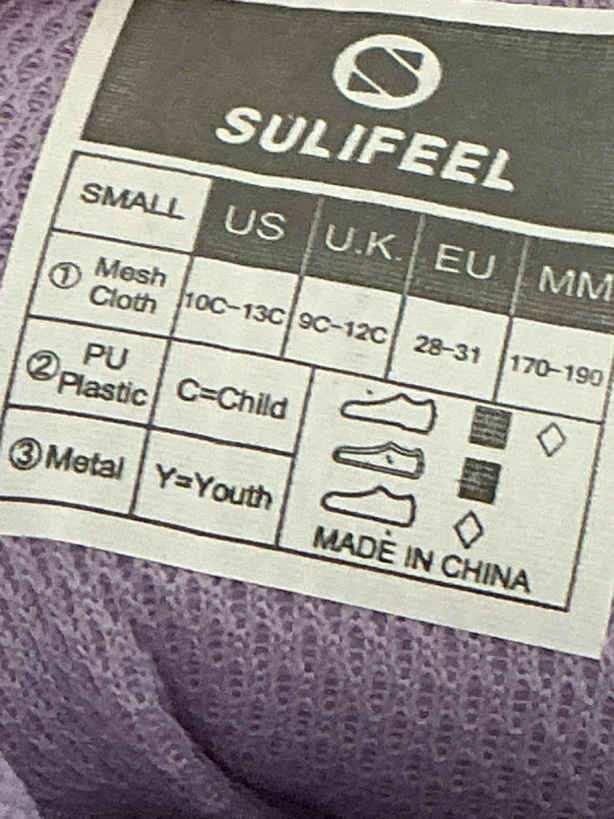 SULIFEEL
SMALL US U.K. EU MM
① Mesh Cloth 10C-13C 9C-12C 28-31 170-190
② PU Plastic C=Child
③ Metal Y=Youth
MADE IN CHINA